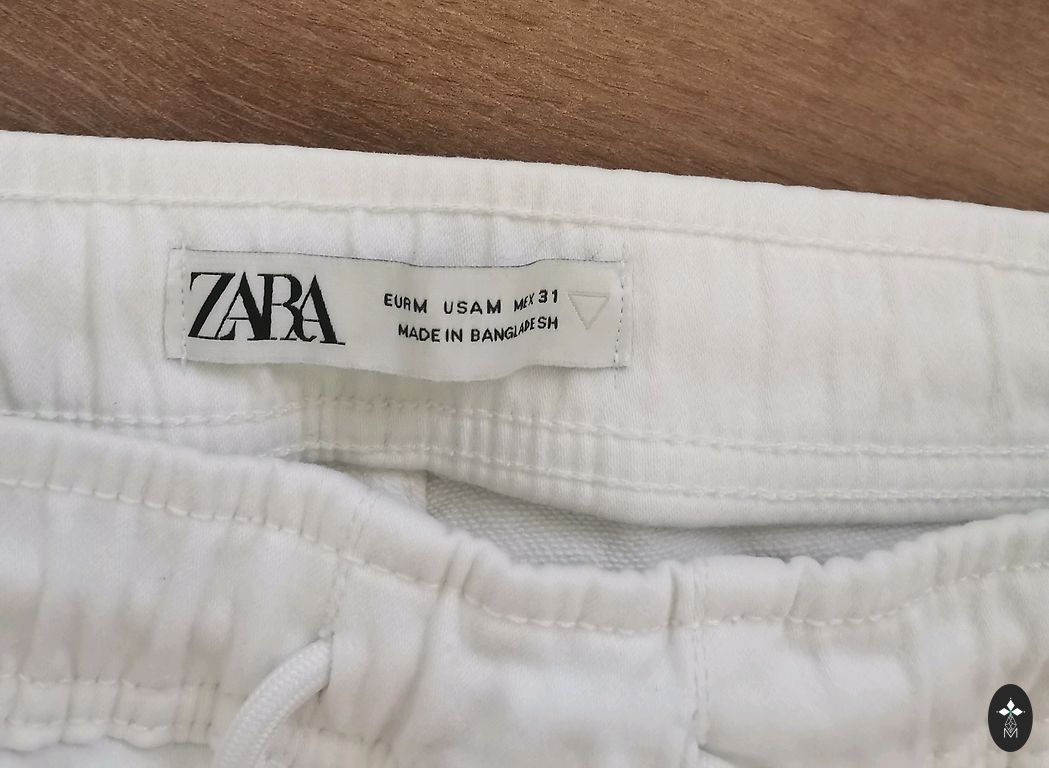 ZARA
EUR M USA M MEX 31
MADE IN BANGLADESH
M